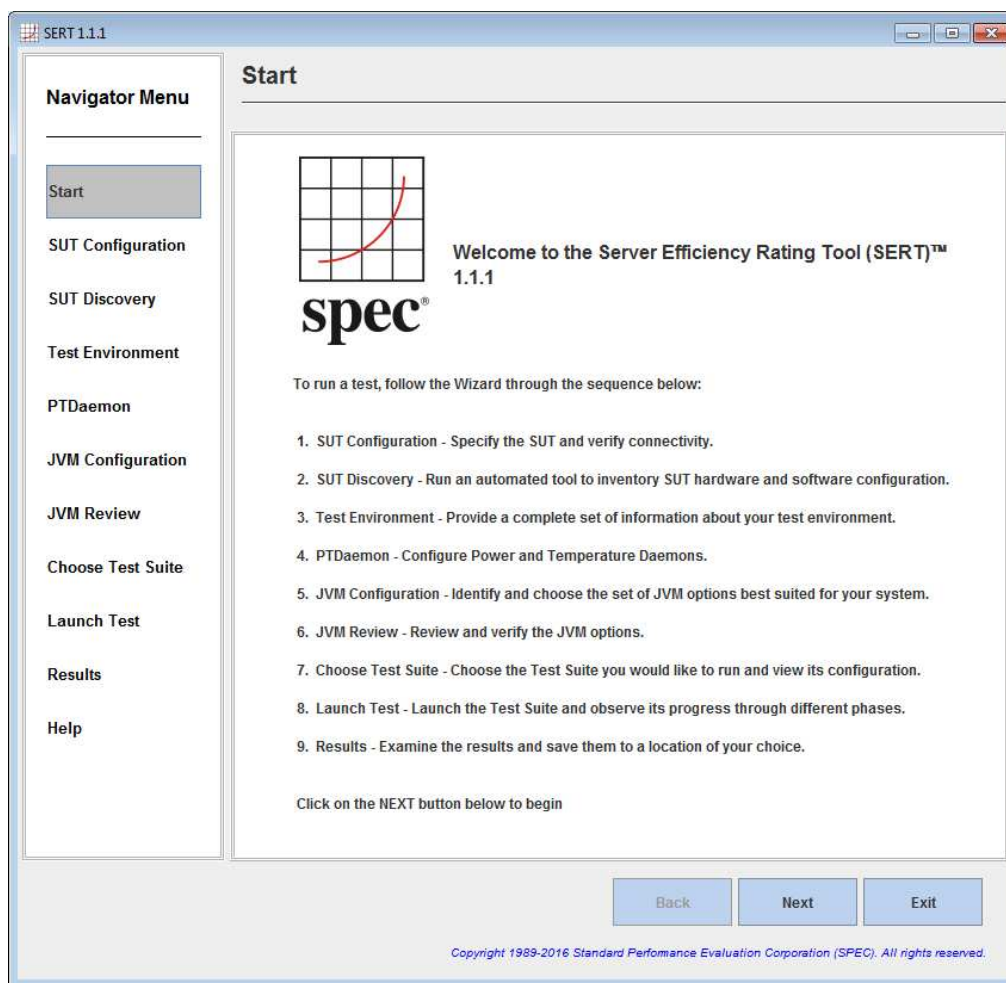 SERT 1.1.1
Navigator Menu
Start
SUT Configuration
SUT Discovery
Test Environment
PTDaemon
JVM Configuration
JVM Review
Choose Test Suite
Launch Test
Results
Help
Start
spec®
Welcome to the Server Efficiency Rating Tool (SERT)™
1.1.1
To run a test, follow the Wizard through the sequence below:
1. SUT Configuration - Specify the SUT and verify connectivity.
2. SUT Discovery - Run an automated tool to inventory SUT hardware and software configuration.
3. Test Environment - Provide a complete set of information about your test environment.
4. PTDaemon - Configure Power and Temperature Daemons.
5. JVM Configuration - Identify and choose the set of JVM options best suited for your system.
6. JVM Review - Review and verify the JVM options.
7. Choose Test Suite - Choose the Test Suite you would like to run and view its configuration.
8. Launch Test - Launch the Test Suite and observe its progress through different phases.
9. Results - Examine the results and save them to a location of your choice.
Click on the NEXT button below to begin
Back Next Exit
Copyright 1989-2016 Standard Perfomance Evaluation Corporation (SPEC). All rights reserved.